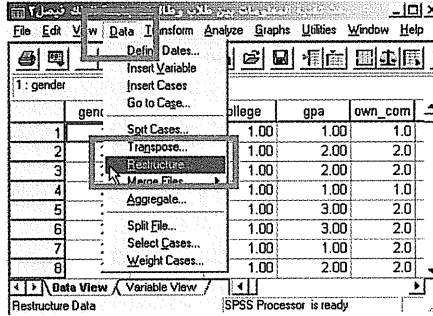 File Edit View Data Transform Analyze Graphs Utilities Window Help
Define Dates...
Insert Variable
Insert Cases
Go to Case...
1 : gender
college gpa own_com
Sort Cases...
Transpose...
Restructure...
Merge Files
Aggregate...
Split File...
Select Cases...
Weight Cases...
1 1.00 1.00 1.0
2 1.00 2.00 2.0
3 1.00 2.00 2.0
4 1.00 1.00 1.0
5 1.00 3.00 2.0
6 1.00 3.00 2.0
7 1.00 1.00 2.0
8 1.00 2.00 2.0
Data View Variable View
Restructure Data SPSS Processor is ready